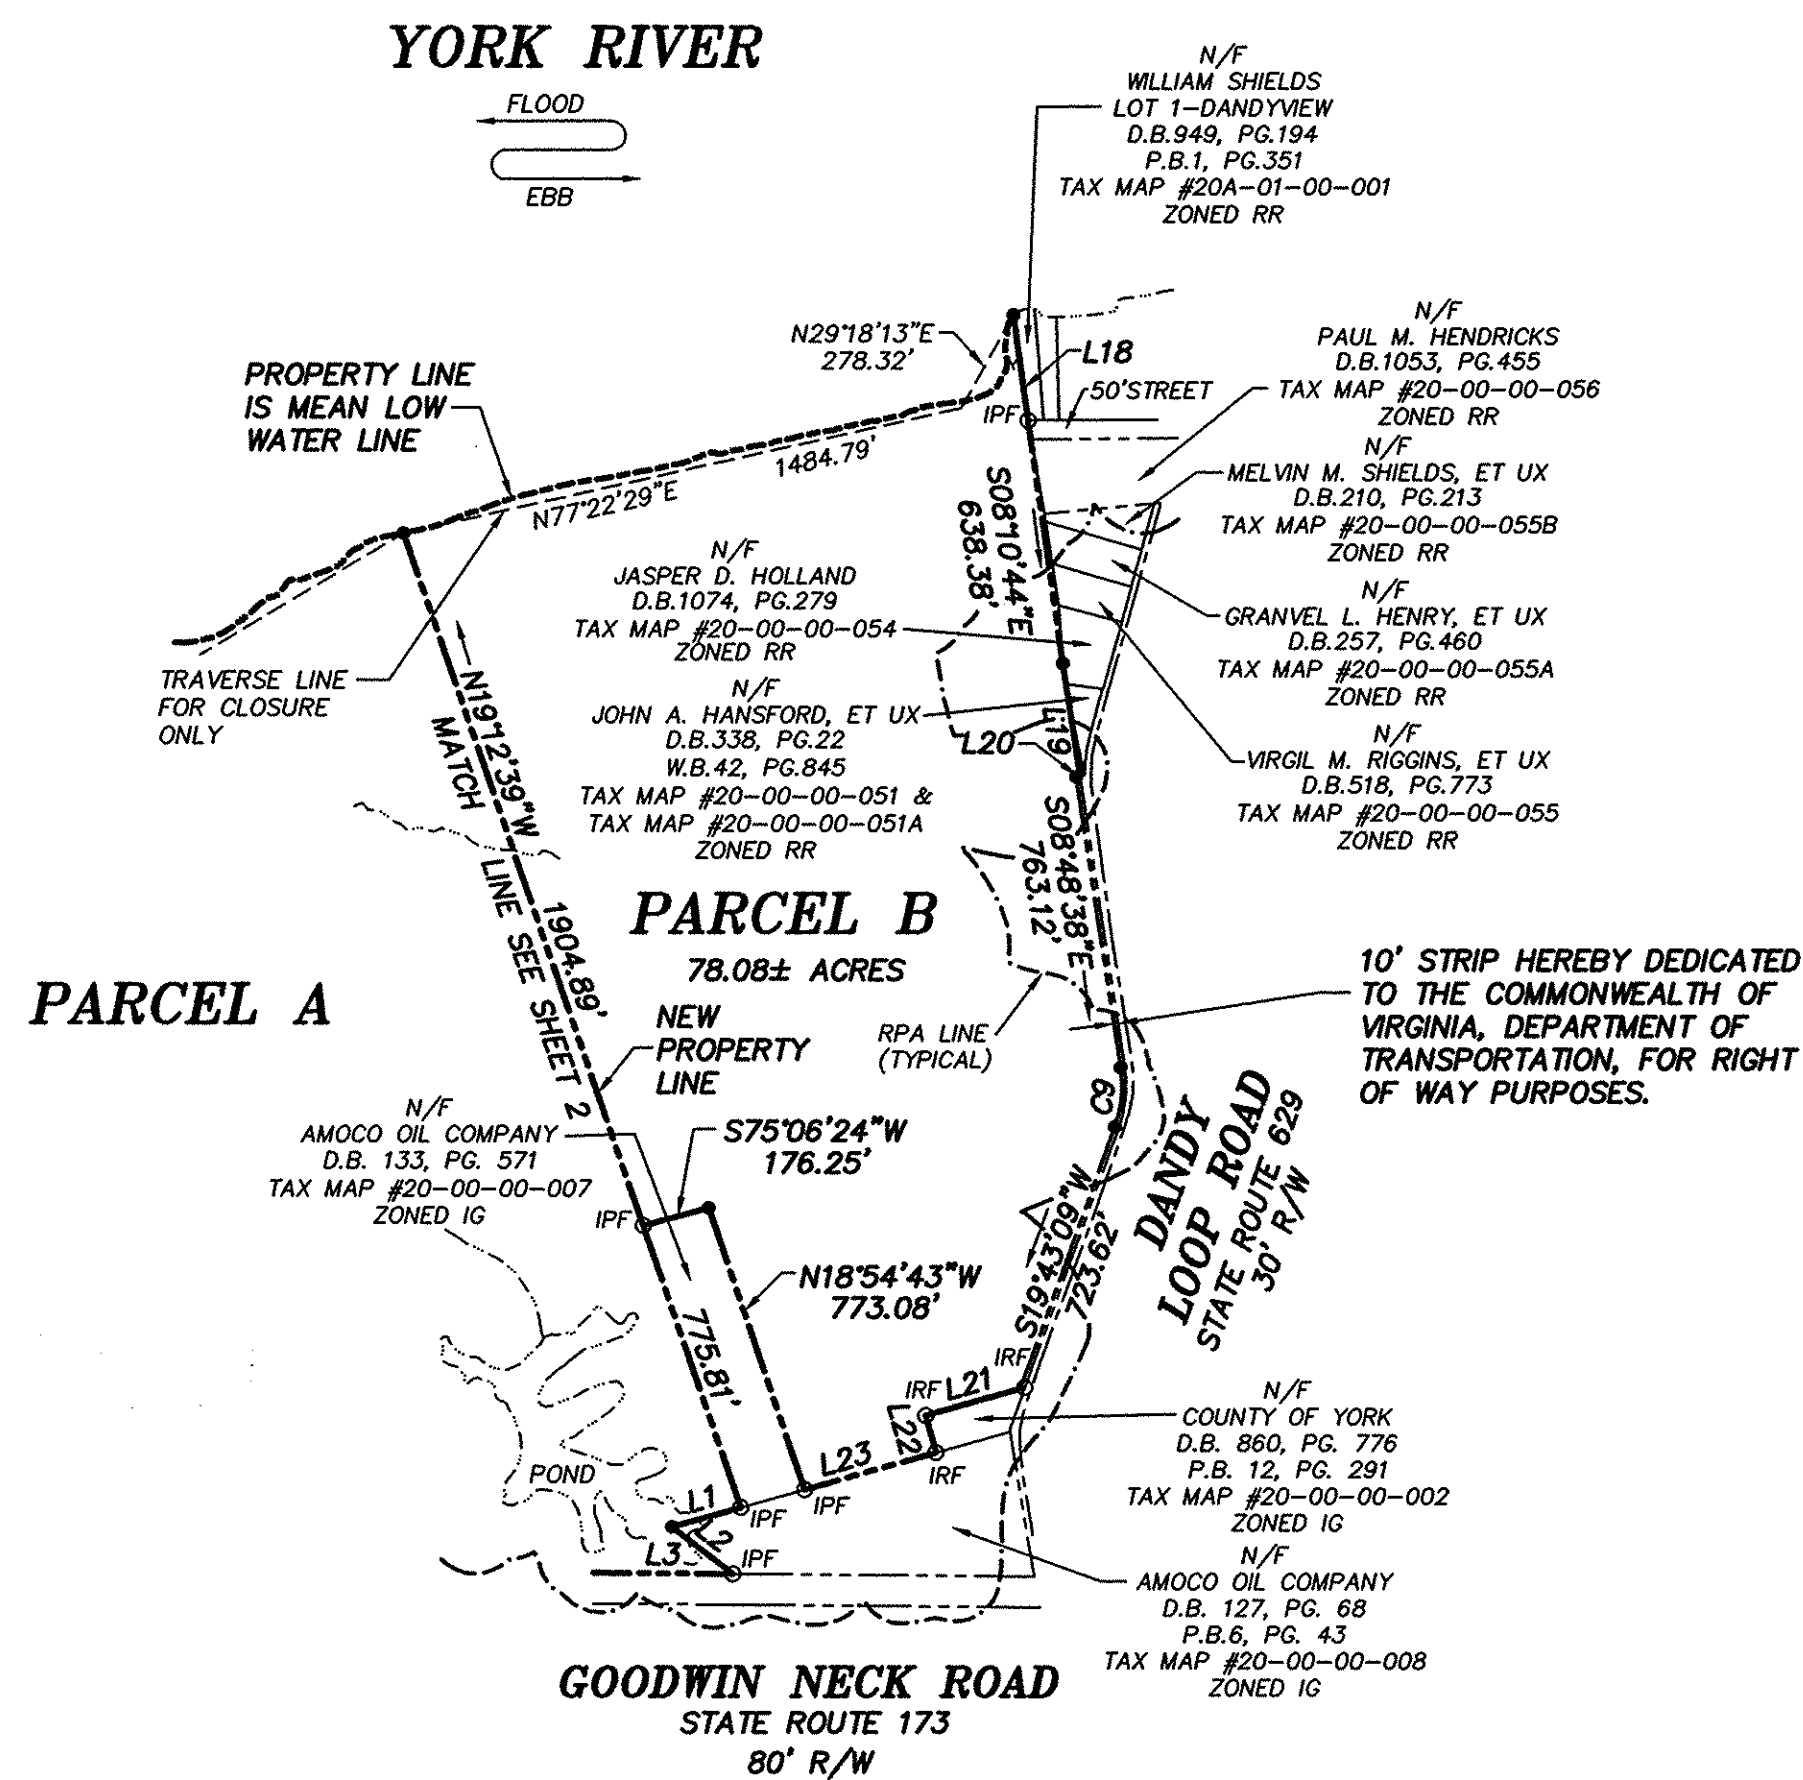 YORK RIVER
FLOOD
EBB
N/F
WILLIAM SHIELDS
LOT 1-DANDYVIEW
D.B.949, PG.194
P.B.1, PG.351
TAX MAP #20A-01-00-001
ZONED RR
N29°18'13"E
278.32'
L18
50'STREET
IPF
N/F
PAUL M. HENDRICKS
D.B.1053, PG.455
TAX MAP #20-00-00-056
ZONED RR
PROPERTY LINE
IS MEAN LOW
WATER LINE
N77°22'29"E
1484.79'
N/F
MELVIN M. SHIELDS, ET UX
D.B.210, PG.213
TAX MAP #20-00-00-055B
ZONED RR
S08°10'44"E
638.38'
N/F
JASPER D. HOLLAND
D.B.1074, PG.279
TAX MAP #20-00-00-054
ZONED RR
N/F
GRANVEL L. HENRY, ET UX
D.B.257, PG.460
TAX MAP #20-00-00-055A
ZONED RR
TRAVERSE LINE
FOR CLOSURE
ONLY
N19°12'39"W
1904.89'
MATCH LINE SEE SHEET 2
N/F
JOHN A. HANSFORD, ET UX
D.B.338, PG.22
W.B.42, PG.845
TAX MAP #20-00-00-051 &
TAX MAP #20-00-00-051A
ZONED RR
L19
L20
N/F
VIRGIL M. RIGGINS, ET UX
D.B.518, PG.773
TAX MAP #20-00-00-055
ZONED RR
S08°48'38"E
763.12'
PARCEL B
78.08± ACRES
PARCEL A
NEW
PROPERTY
LINE
RPA LINE
(TYPICAL)
10' STRIP HEREBY DEDICATED
TO THE COMMONWEALTH OF
VIRGINIA, DEPARTMENT OF
TRANSPORTATION, FOR RIGHT
OF WAY PURPOSES.
C9
DANDY
LOOP ROAD
STATE ROUTE 629
30' R/W
N/F
AMOCO OIL COMPANY
D.B. 133, PG. 571
TAX MAP #20-00-00-007
ZONED IG
S75°06'24"W
176.25'
IPF
N18°54'43"W
773.08'
775.81'
S19°43'09"W
723.62'
IRF
IRF
L21
L22
L23
IRF
N/F
COUNTY OF YORK
D.B. 860, PG. 776
P.B. 12, PG. 291
TAX MAP #20-00-00-002
ZONED IG
POND
L1
IPF
IPF
L2
L3
IPF
N/F
AMOCO OIL COMPANY
D.B. 127, PG. 68
P.B.6, PG. 43
TAX MAP #20-00-00-008
ZONED IG
GOODWIN NECK ROAD
STATE ROUTE 173
80' R/W